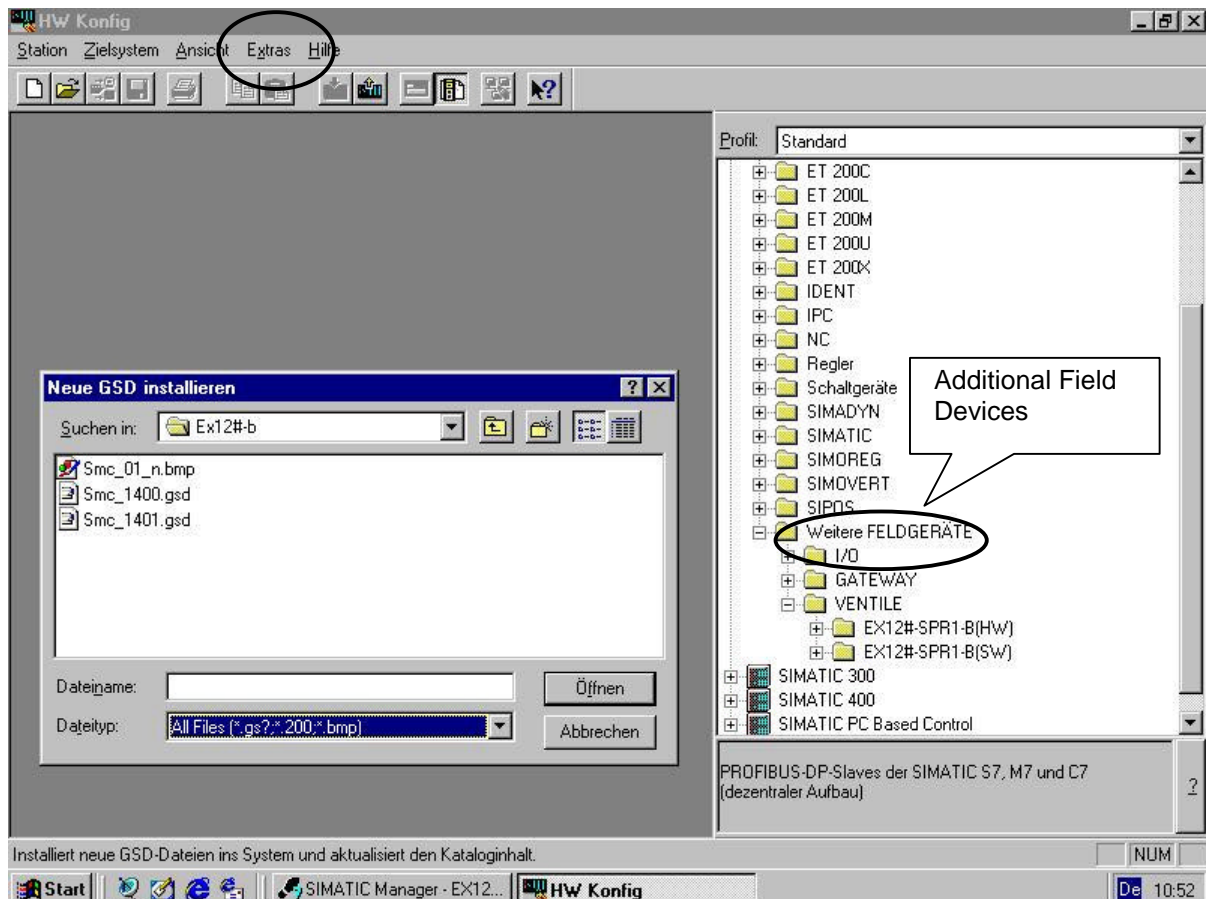 HW Konfig
Station Zielsystem Ansicht Extras Hilfe
Profil: Standard
ET 200C
ET 200L
ET 200M
ET 200U
ET 200X
IDENT
IPC
NC
Regler
Schaltgeräte
SIMADYN
SIMATIC
SIMOREG
SIMOVERT
SIPOS
Weitere FELDGERÄTE
I/O
GATEWAY
VENTILE
EX12#-SPR1-B(HW)
EX12#-SPR1-B(SW)
SIMATIC 300
SIMATIC 400
SIMATIC PC Based Control
Additional Field
Devices
Neue GSD installieren
Suchen in: Ex12#-b
Smc_01_n.bmp
Smc_1400.gsd
Smc_1401.gsd
Dateiname:
Öffnen
Dateityp: All Files (*.gs?;*.200;*.bmp)
Abbrechen
PROFIBUS-DP-Slaves der SIMATIC S7, M7 und C7
(dezentraler Aufbau)
?
Installiert neue GSD-Dateien ins System und aktualisiert den Kataloginhalt.
NUM
Start
SIMATIC Manager - EX12...
HW Konfig
De 10:52